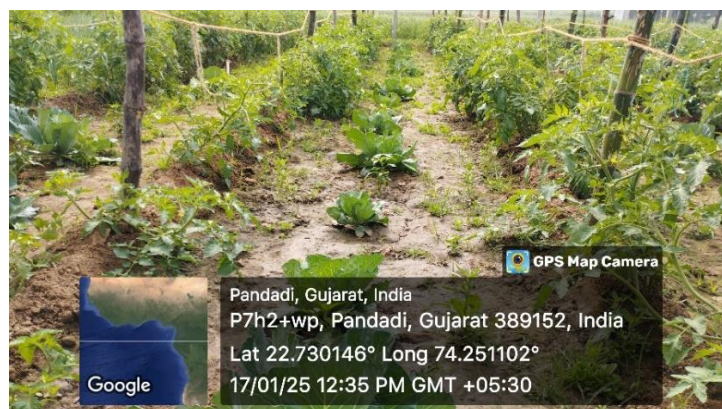 GPS Map Camera
Pandadi, Gujarat, India
P7h2+wp, Pandadi, Gujarat 389152, India
Lat 22.730146° Long 74.251102°
17/01/25 12:35 PM GMT +05:30
Google